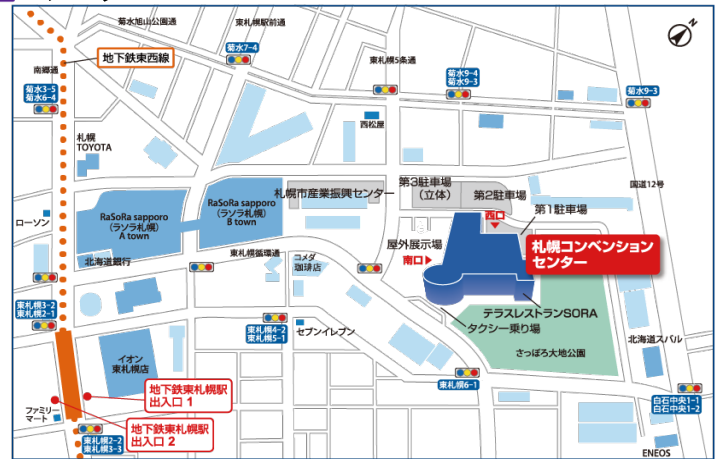 菊水旭山公園通
東札幌駅前通
菊水7-4
地下鉄東西線
南郷通
東札幌5条通
菊水3-5
菊水6-4
菊水9-4
菊水9-3
菊水9-3
西松屋
札幌
TOYOTA
札幌市産業振興センター
第3駐車場
（立体）
第2駐車場
国道12号
RaSoRa sapporo
（ラソラ札幌）
A town
RaSoRa sapporo
（ラソラ札幌）
B town
西口
第1駐車場
ローソン
屋外展示場
札幌コンベンション
センター
北海道銀行
東札幌循環通
コメダ
珈琲店
南口
東札幌3-2
東札幌2-1
テラスレストランSORA
タクシー乗り場
東札幌4-2
東札幌5-1
セブンイレブン
北海道スバル
イオン
東札幌店
さっぽろ大地公園
東札幌6-1
地下鉄東札幌駅
出入口 1
白石中央1-1
白石中央1-2
ファミリー
マート
地下鉄東札幌駅
出入口 2
東札幌2-2
東札幌3-3
ENEOS